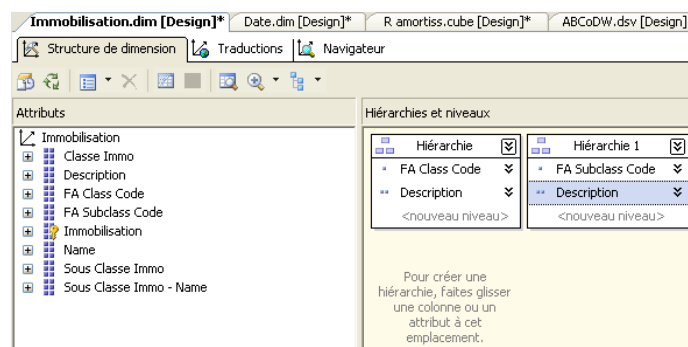 Immobilisation.dim [Design]* Date.dim [Design]* R amortiss.cube [Design]* ABCoDW.dsv [Design]
Structure de dimension Traductions Navigateur
Attributs
Immobilisation
Classe Immo
Description
FA Class Code
FA Subclass Code
Immobilisation
Name
Sous Classe Immo
Sous Classe Immo - Name
Hiérarchies et niveaux
Hiérarchie
FA Class Code
Description
<nouveau niveau>
Hiérarchie 1
FA Subclass Code
Description
<nouveau niveau>
Pour créer une
hiérarchie, faites glisser
une colonne ou un
attribut à cet
emplacement.